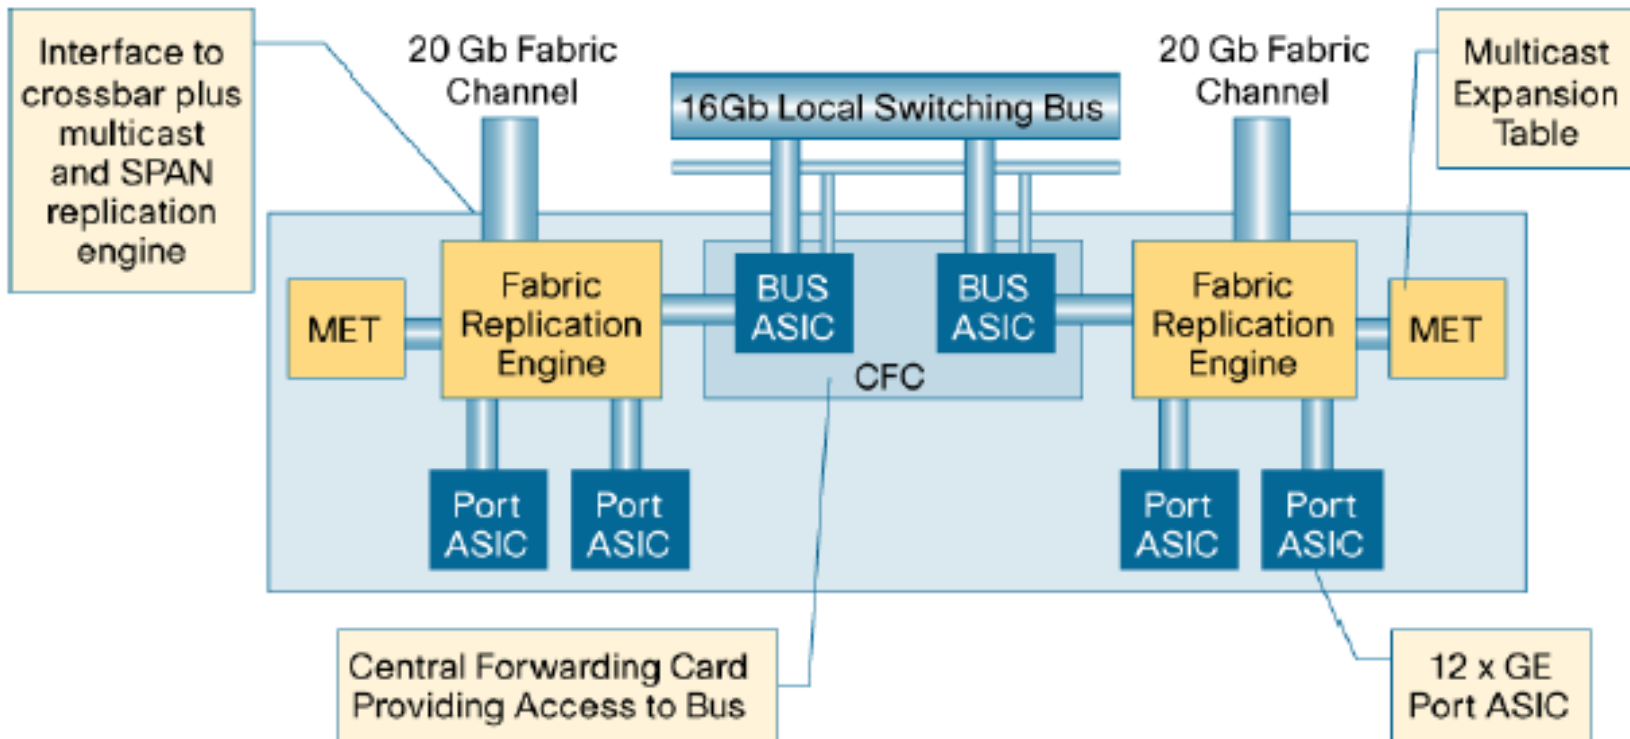 Interface to
crossbar plus
multicast
and SPAN
replication
engine
20 Gb Fabric
Channel
16Gb Local Switching Bus
20 Gb Fabric
Channel
Multicast
Expansion
Table
MET
Fabric
Replication
Engine
BUS
ASIC
BUS
ASIC
CFC
Fabric
Replication
Engine
MET
Port
ASIC
Port
ASIC
Port
ASIC
Port
ASIC
Central Forwarding Card
Providing Access to Bus
12 x GE
Port ASIC